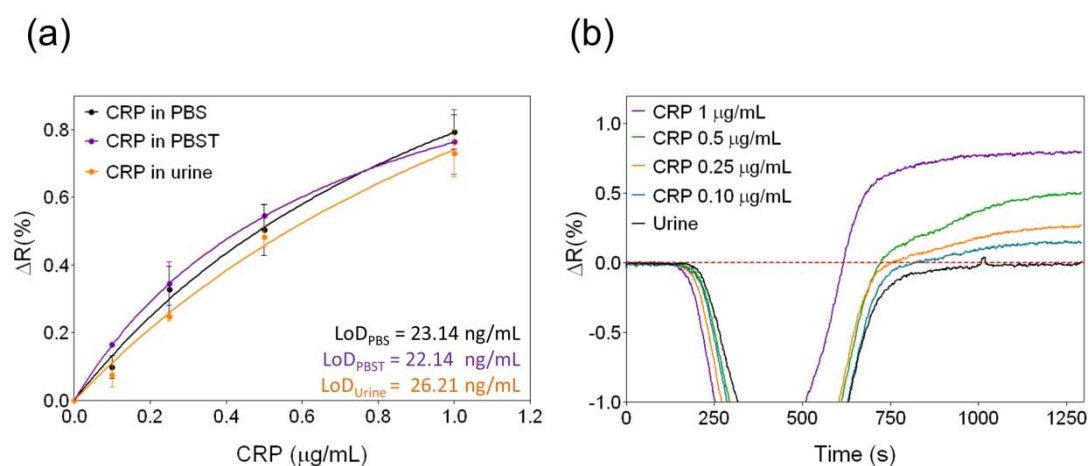 (a)
CRP in PBS
CRP in PBST
CRP in urine
0.8
0.6
0.4
0.2
0.0
ΔR(%)
LoD_PBS = 23.14 ng/mL
LoD_PBST = 22.14 ng/mL
LoD_Urine = 26.21 ng/mL
0.0 0.2 0.4 0.6 0.8 1.0 1.2
CRP (μg/mL)
(b)
CRP 1 μg/mL
CRP 0.5 μg/mL
CRP 0.25 μg/mL
CRP 0.10 μg/mL
Urine
1.0
0.5
0.0
-0.5
-1.0
ΔR(%)
0 250 500 750 1000 1250
Time (s)